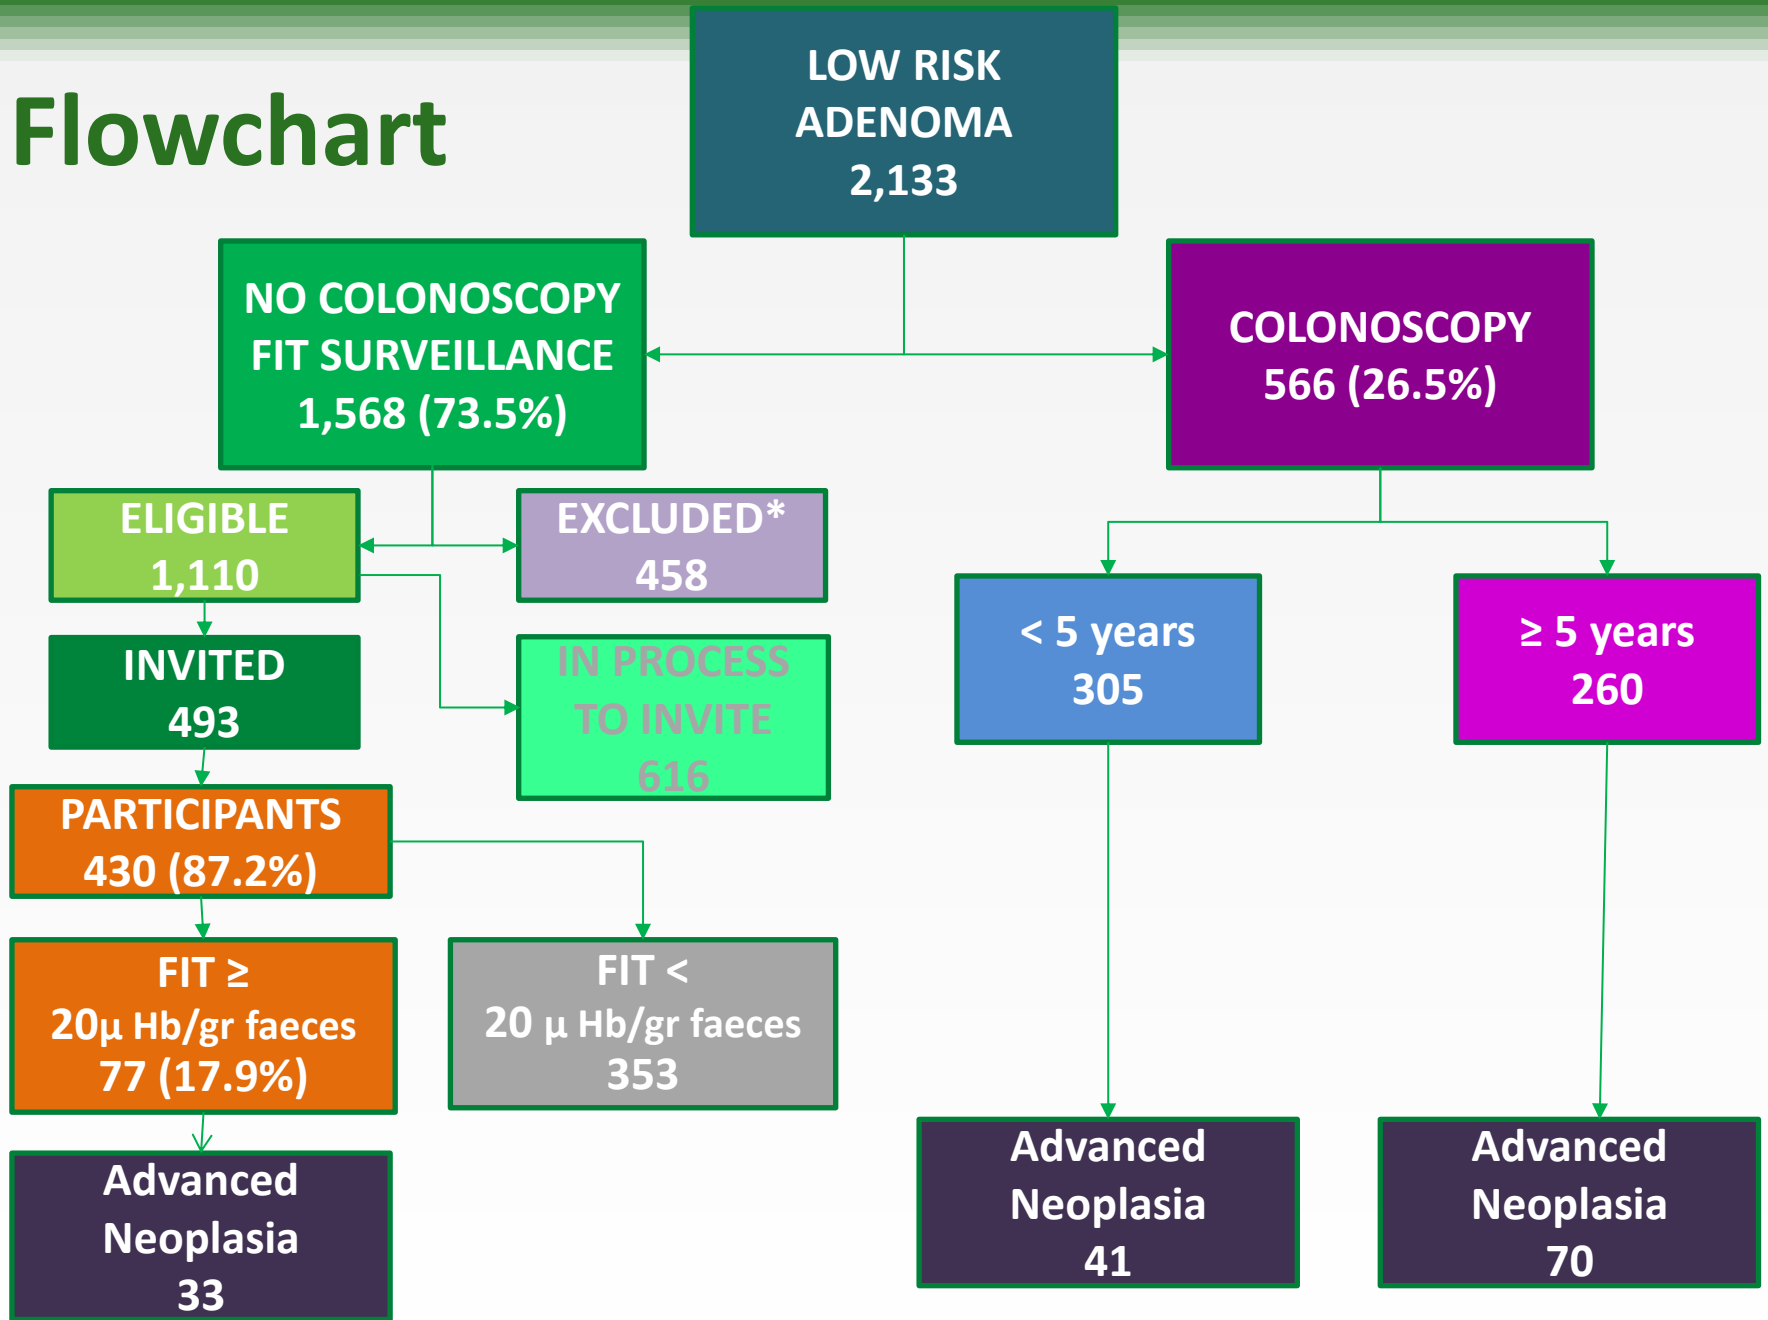 Flowchart
LOW RISK
ADENOMA
2,133
NO COLONOSCOPY
FIT SURVEILLANCE
1,568 (73.5%)
COLONOSCOPY
566 (26.5%)
ELIGIBLE
1,110
EXCLUDED*
458
INVITED
493
IN PROCESS
TO INVITE
616
< 5 years
305
≥ 5 years
260
PARTICIPANTS
430 (87.2%)
FIT ≥
20µ Hb/gr faeces
77 (17.9%)
FIT <
20 µ Hb/gr faeces
353
Advanced
Neoplasia
33
Advanced
Neoplasia
41
Advanced
Neoplasia
70